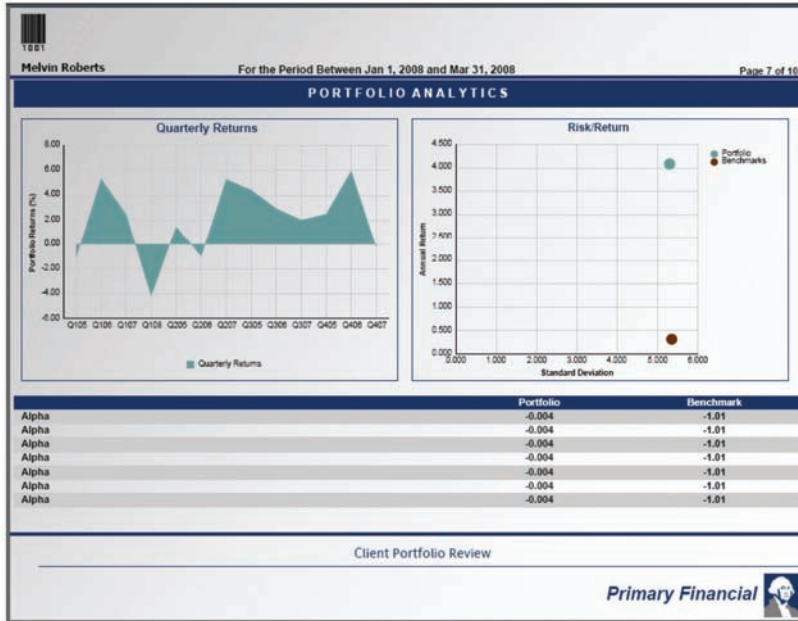 1001
Melvin Roberts For the Period Between Jan 1, 2008 and Mar 31, 2008 Page 7 of 10
PORTFOLIO ANALYTICS
Quarterly Returns
8.00
6.00
4.00
2.00
0.00
-2.00
-4.00
-6.00
Portfolio Returns (%)
Q105 Q106 Q107 Q108 Q205 Q206 Q207 Q305 Q306 Q307 Q405 Q406 Q407
Quarterly Returns
Risk/Return
4.500
4.000
3.500
3.000
2.500
2.000
1.500
1.000
0.500
0.000
Annual Return
0.000 1.000 2.000 3.000 4.000 5.000 6.000
Standard Deviation
Portfolio
Benchmarks
Portfolio Benchmark
Alpha -0.004 -1.01
Alpha -0.004 -1.01
Alpha -0.004 -1.01
Alpha -0.004 -1.01
Alpha -0.004 -1.01
Alpha -0.004 -1.01
Alpha -0.004 -1.01
Client Portfolio Review
Primary Financial